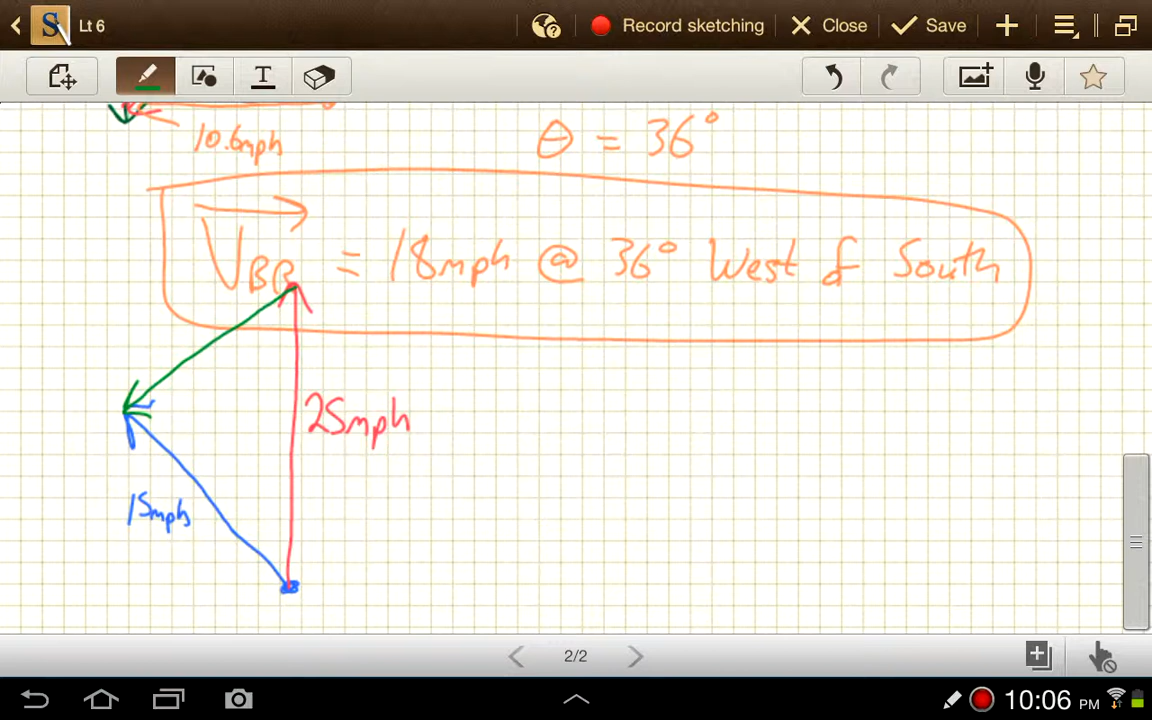 S Lt 6 Record sketching Close Save
T
10.6mph
θ = 36°
V BB = 18mph @ 36° West of South
25mph
15mph
2/2
10:06 PM